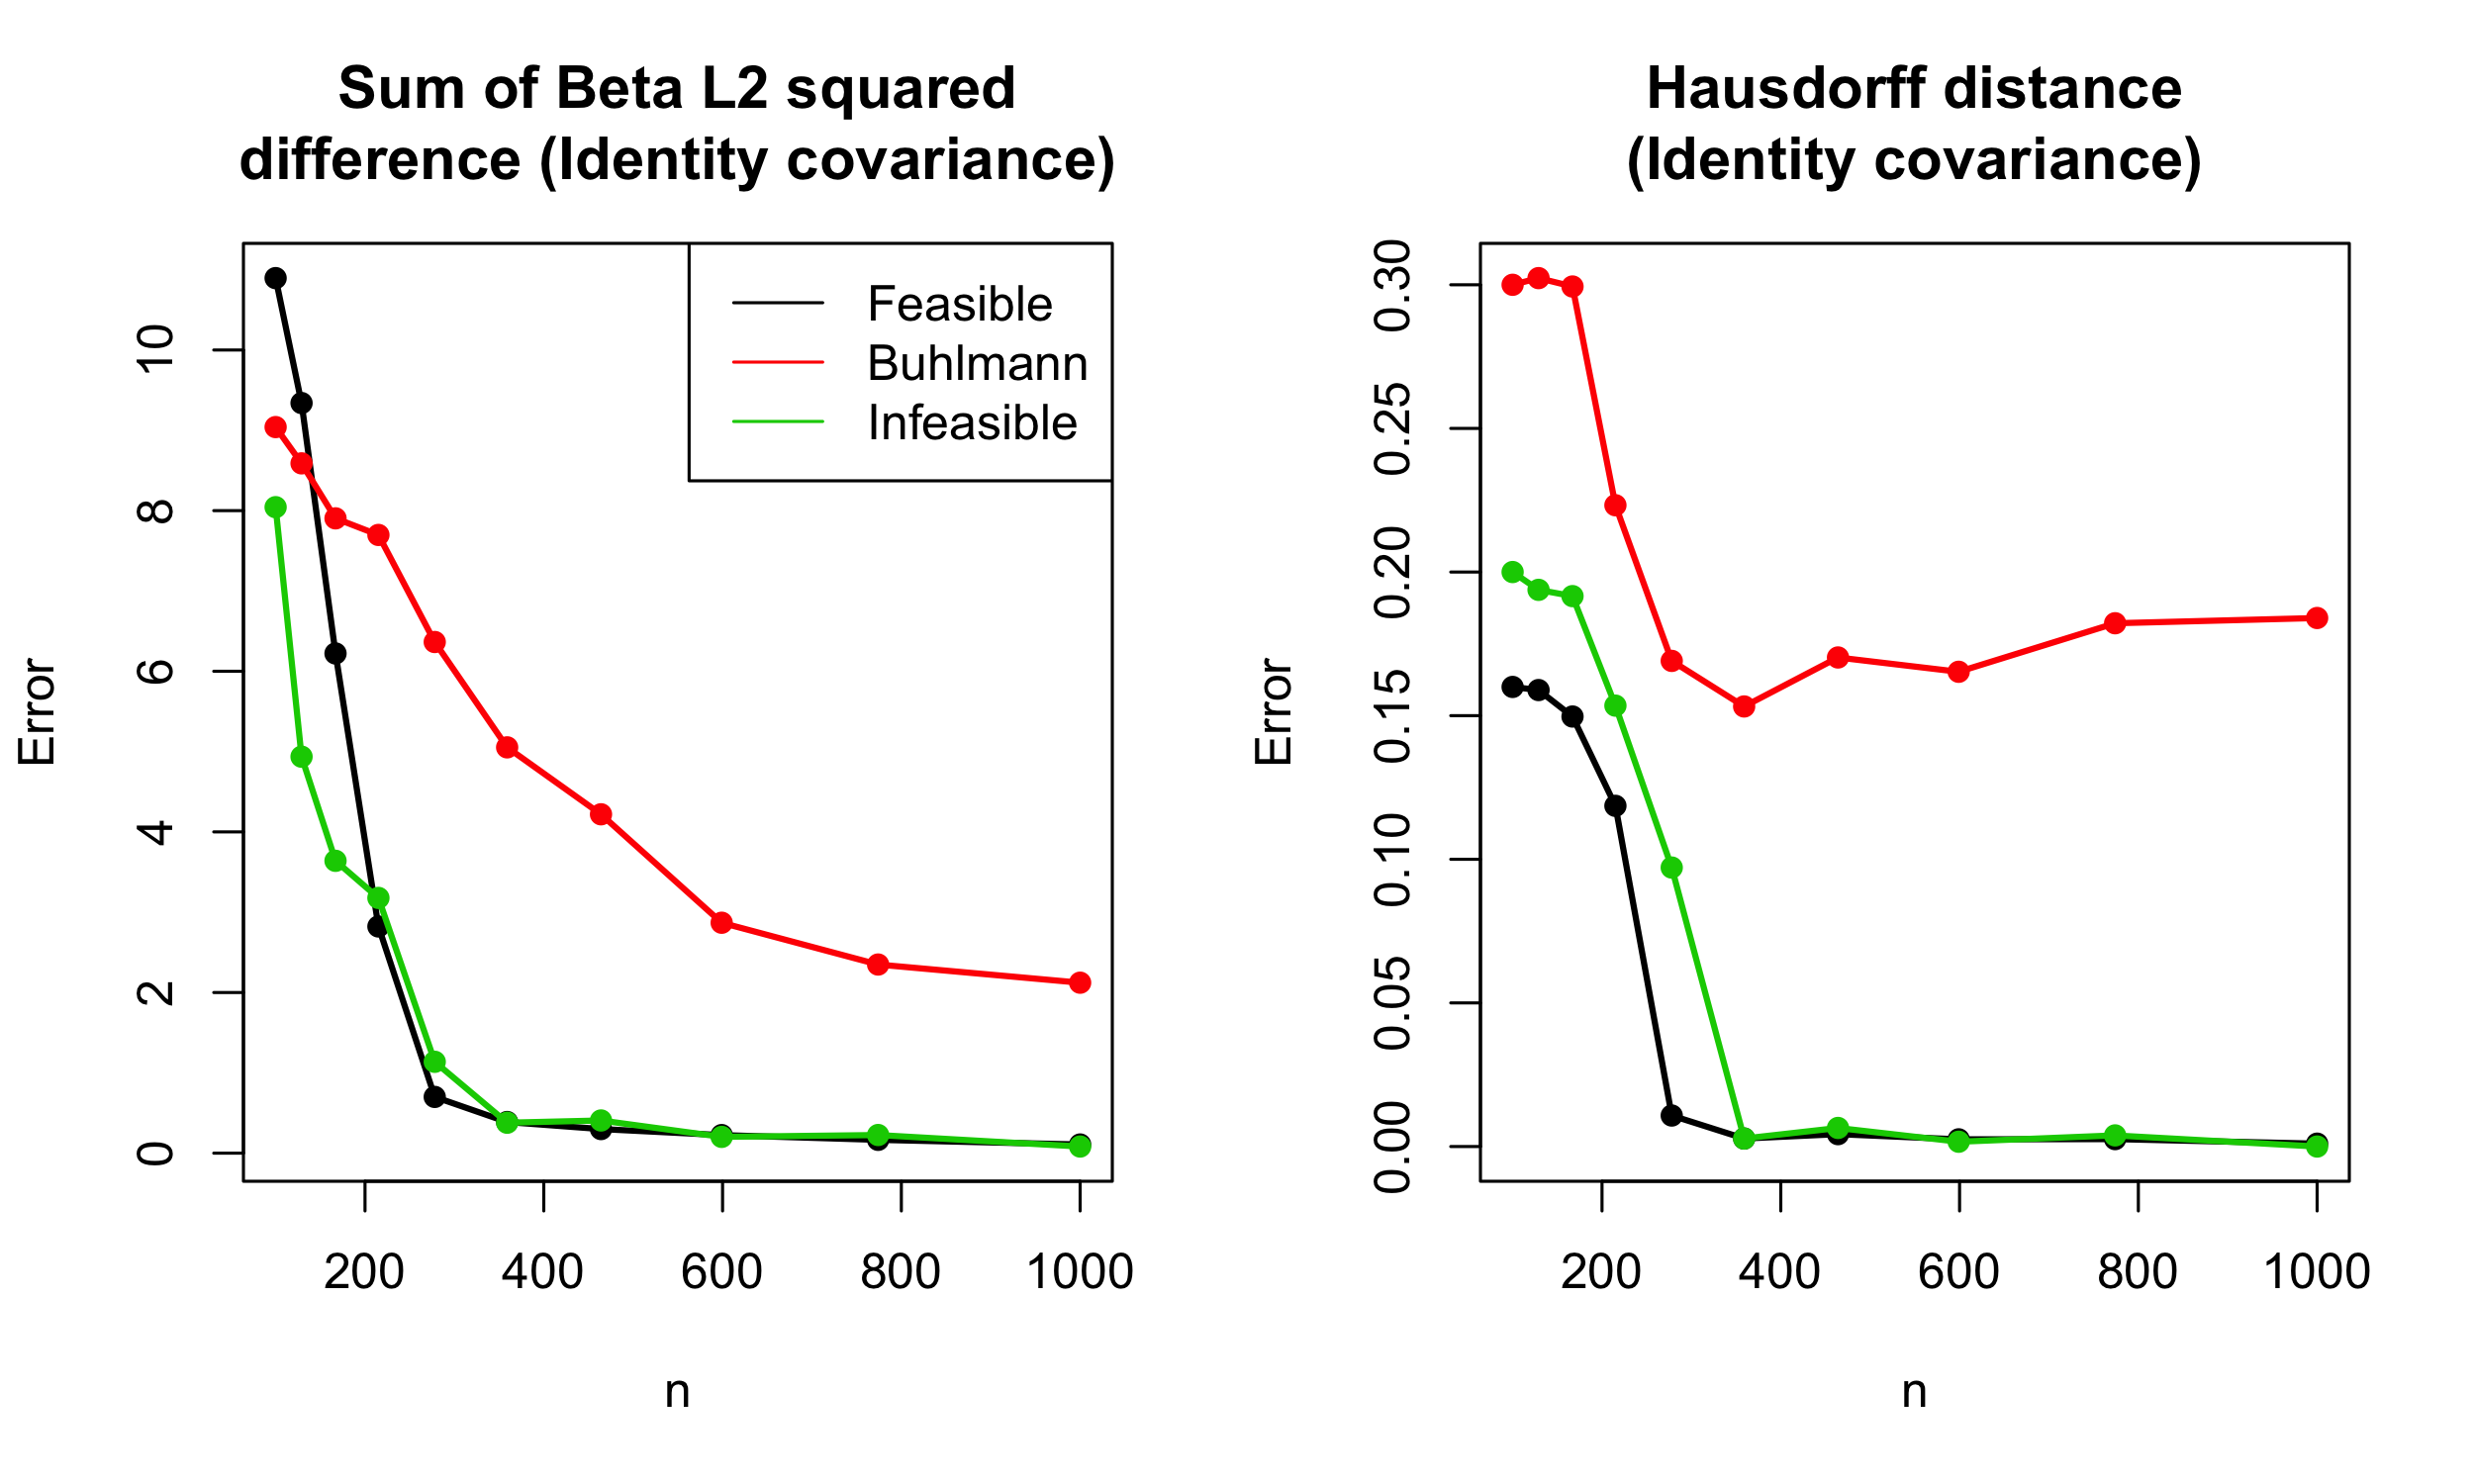 Sum of Beta L2 squared
difference (Identity covariance)
Error
10
8
6
4
2
0
Feasible
Buhlmann
Infeasible
200 400 600 800 1000
n
Hausdorff distance
(Identity covariance)
Error
0.30
0.25
0.20
0.15
0.10
0.05
0.00
200 400 600 800 1000
n